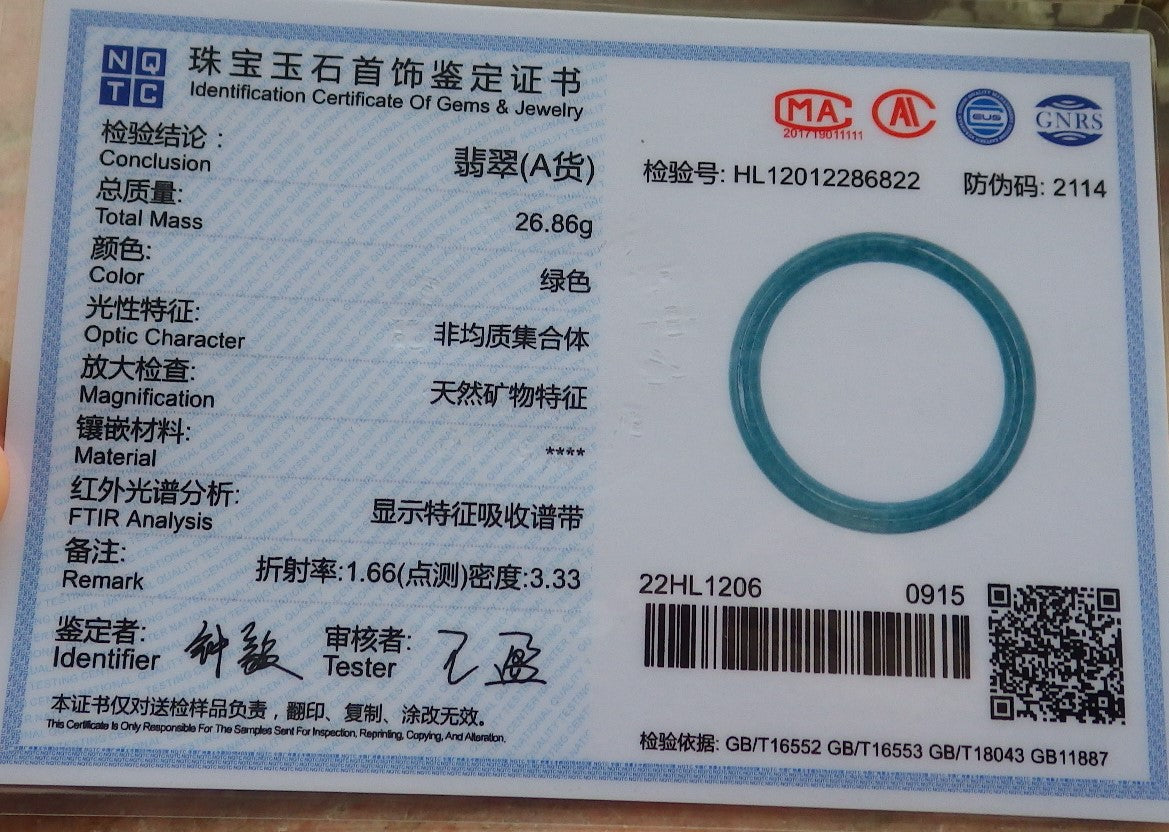 NQ
TC
珠宝玉石首饰鉴定证书
Identification Certificate Of Gems & Jewelry
检验结论：
Conclusion
翡翠(A货)
总质量:
Total Mass
26.86g
颜色:
Color
绿色
光性特征:
Optic Character
非均质集合体
放大检查:
Magnification
天然矿物特征
镶嵌材料:
Material
****
红外光谱分析:
FTIR Analysis
显示特征吸收谱带
备注:
Remark
折射率:1.66(点测)密度:3.33
鉴定者:
Identifier
审核者:
Tester
本证书仅对送检样品负责，翻印、复制、涂改无效。
This Certificate Is Only Responsible For The Samples Sent For Inspection, Reprinting, Copying, And Alteration.
MA
201719011111
GNRS
检验号: HL12012286822 防伪码: 2114
22HL1206 0915
检验依据: GB/T16552 GB/T16553 GB/T18043 GB11887